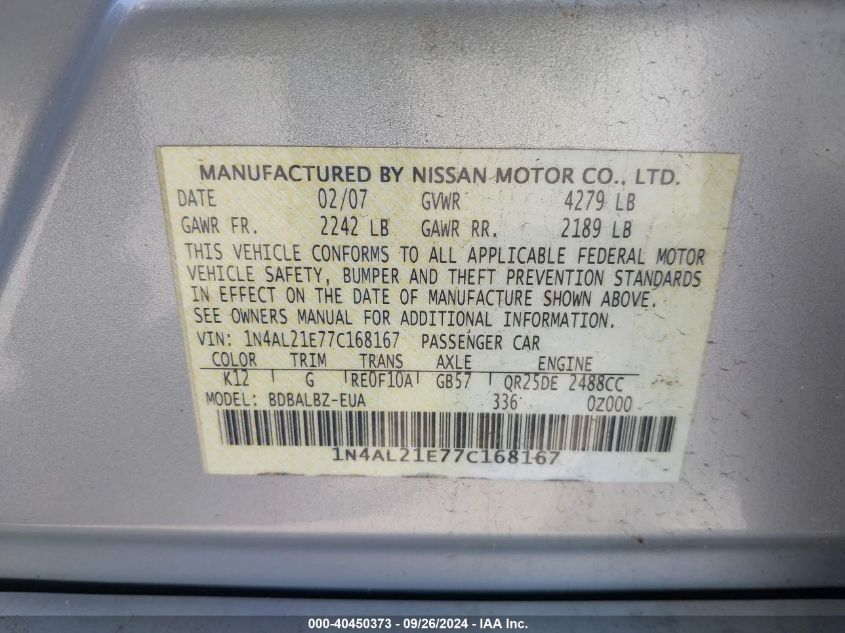 MANUFACTURED BY NISSAN MOTOR CO., LTD.
DATE 02/07 GVWR 4279 LB
GAWR FR. 2242 LB GAWR RR. 2189 LB
THIS VEHICLE CONFORMS TO ALL APPLICABLE FEDERAL MOTOR
VEHICLE SAFETY, BUMPER AND THEFT PREVENTION STANDARDS
IN EFFECT ON THE DATE OF MANUFACTURE SHOWN ABOVE.
SEE OWNERS MANUAL FOR ADDITIONAL INFORMATION.
VIN: 1N4AL21E77C168167 PASSENGER CAR
COLOR TRIM TRANS AXLE ENGINE
K12 G RE0F10A GB57 QR25DE 2488CC
MODEL: BDBALBZ-EUA 336 0Z000
1N4AL21E77C168167
000-40450373 - 09/26/2024 - IAA Inc.